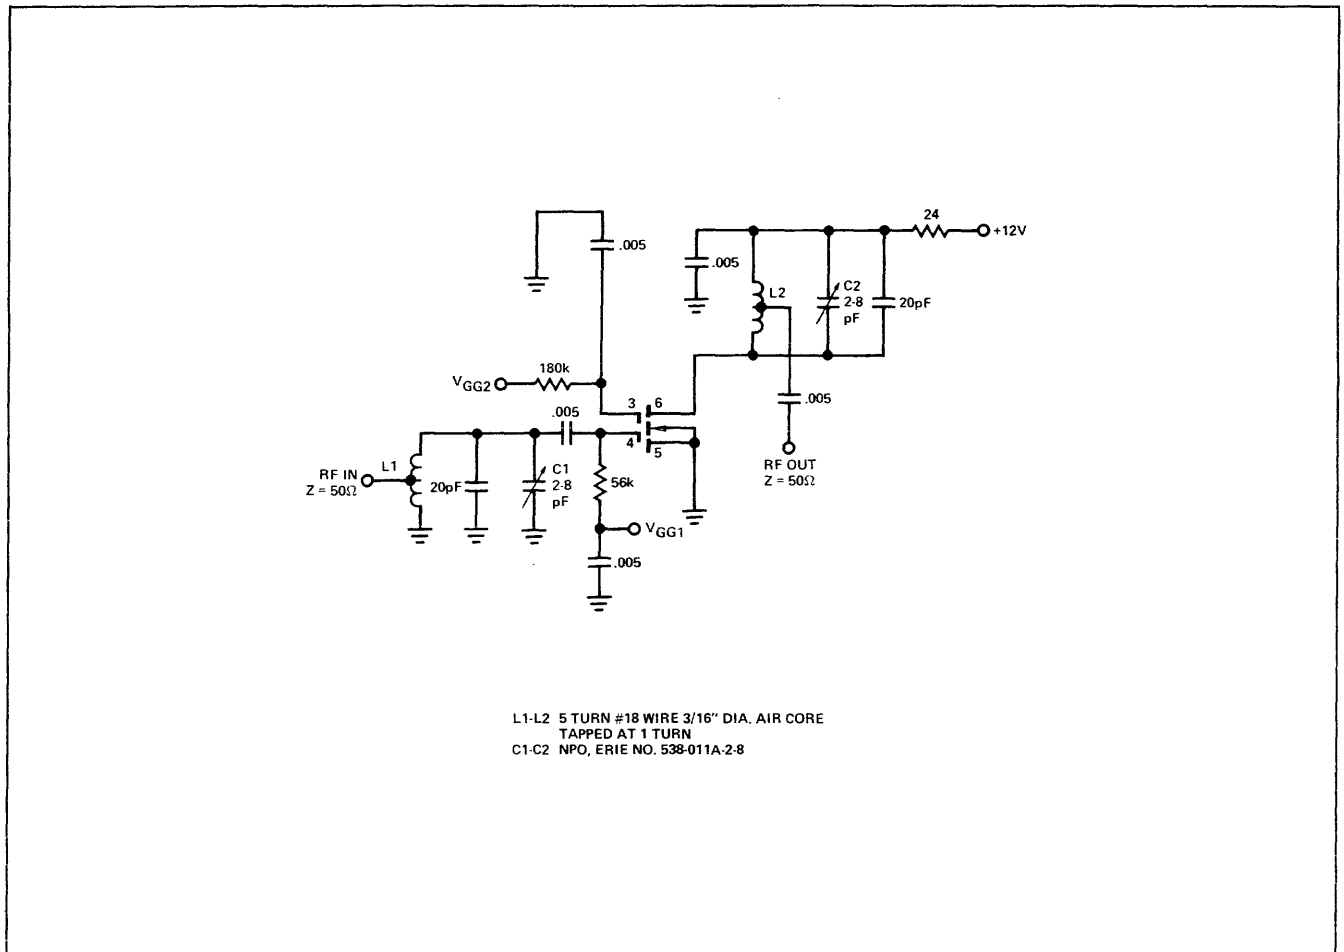 24
+12V
.005
.005
L2
C2
2-8
pF
20pF
180k
VGG2
3 6
.005
.005
4
5
RF OUT
Z = 50Ω
L1
RF IN
Z = 50Ω
20pF
C1
2-8
pF
56k
VGG1
.005
L1-L2 5 TURN #18 WIRE 3/16" DIA. AIR CORE
TAPPED AT 1 TURN
C1-C2 NPO, ERIE NO. 538-011A-2-8